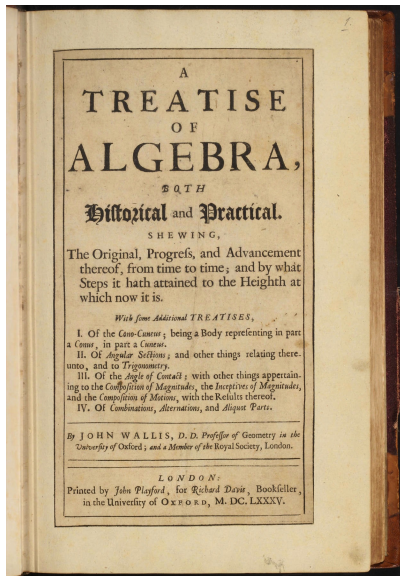 1.
A
TREATISE
OF
ALGEBRA,
BOTH
Hiſtorical and Practical.
SHEWING,
The Original, Progreſs, and Advancement
thereof, from time to time; and by what
Steps it hath attained to the Heighth at
which now it is.
With ſome Additional TREATISES,
I. Of the Cono-Cuneus; being a Body repreſenting in part
a Conus, in part a Cuneus.
II. Of Angular Sections; and other things relating there-
unto, and to Trigonometry.
III. Of the Angle of Contact; with other things appertain-
ing to the Compoſition of Magnitudes, the Inceptives of Magnitudes,
and the Compoſition of Motions, with the Reſults thereof.
IV. Of Combinations, Alternations, and Aliquot Parts.
By JOHN WALLIS, D. D. Profeſſor of Geometry in the
Univerſity of Oxford; and a Member of the Royal Society, London.
LONDON:
Printed by John Playford, for Richard Davis, Bookſeller,
in the Univerſity of OXFORD, M. DC. LXXXV.